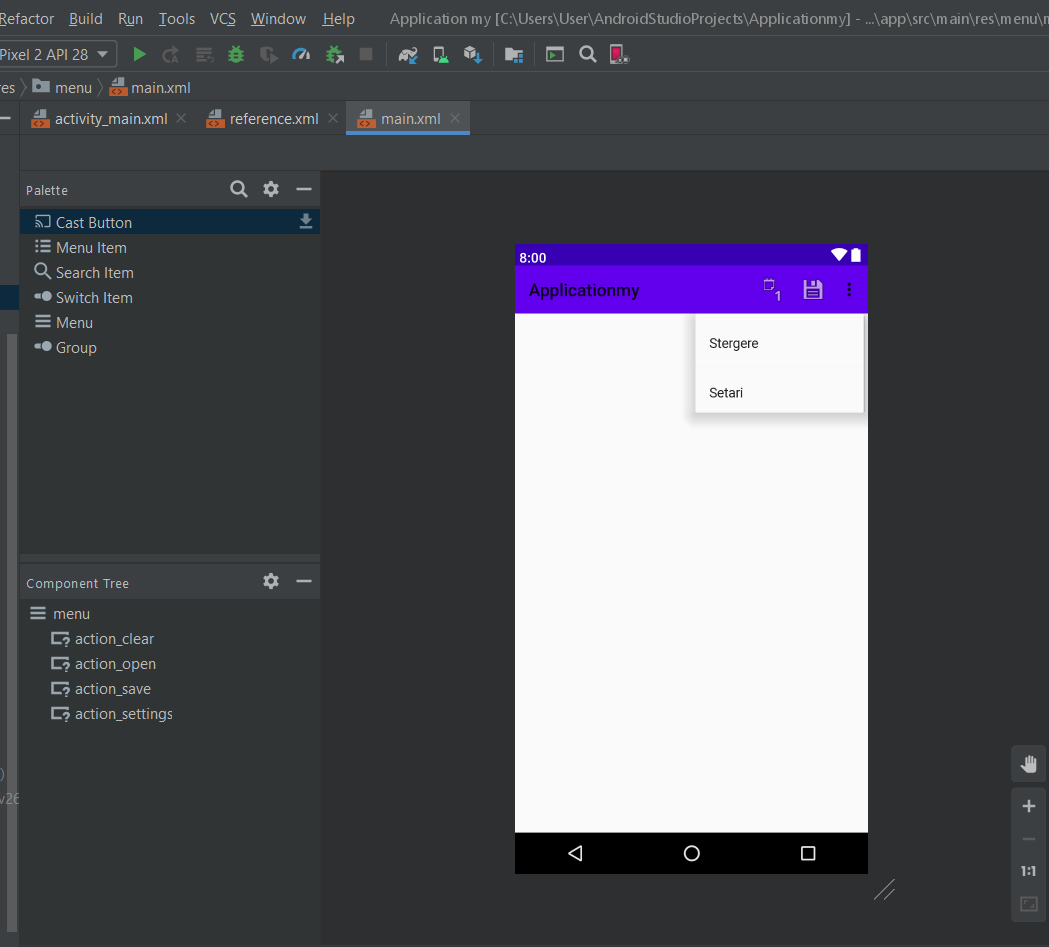 Refactor Build Run Tools VCS Window Help Application my [C:\Users\User\AndroidStudioProjects\Applicationmy] - ...\app\src\main\res\menu\m
Pixel 2 API 28
res menu main.xml
activity_main.xml reference.xml main.xml
Palette
Cast Button
Menu Item
Search Item
Switch Item
Menu
Group
8:00
Applicationmy 1
Stergere
Setari
Component Tree
menu
action_clear
action_open
action_save
action_settings
)
v26
1:1